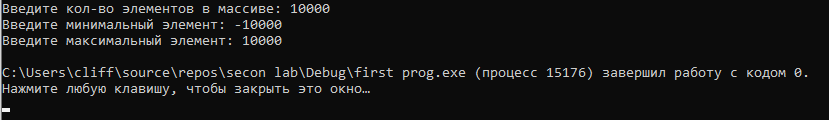 Введите кол-во элементов в массиве: 10000
Введите минимальный элемент: -10000
Введите максимальный элемент: 10000
C:\Users\cliff\source\repos\secon lab\Debug\first prog.exe (процесс 15176) завершил работу с кодом 0.
Нажмите любую клавишу, чтобы закрыть это окно…